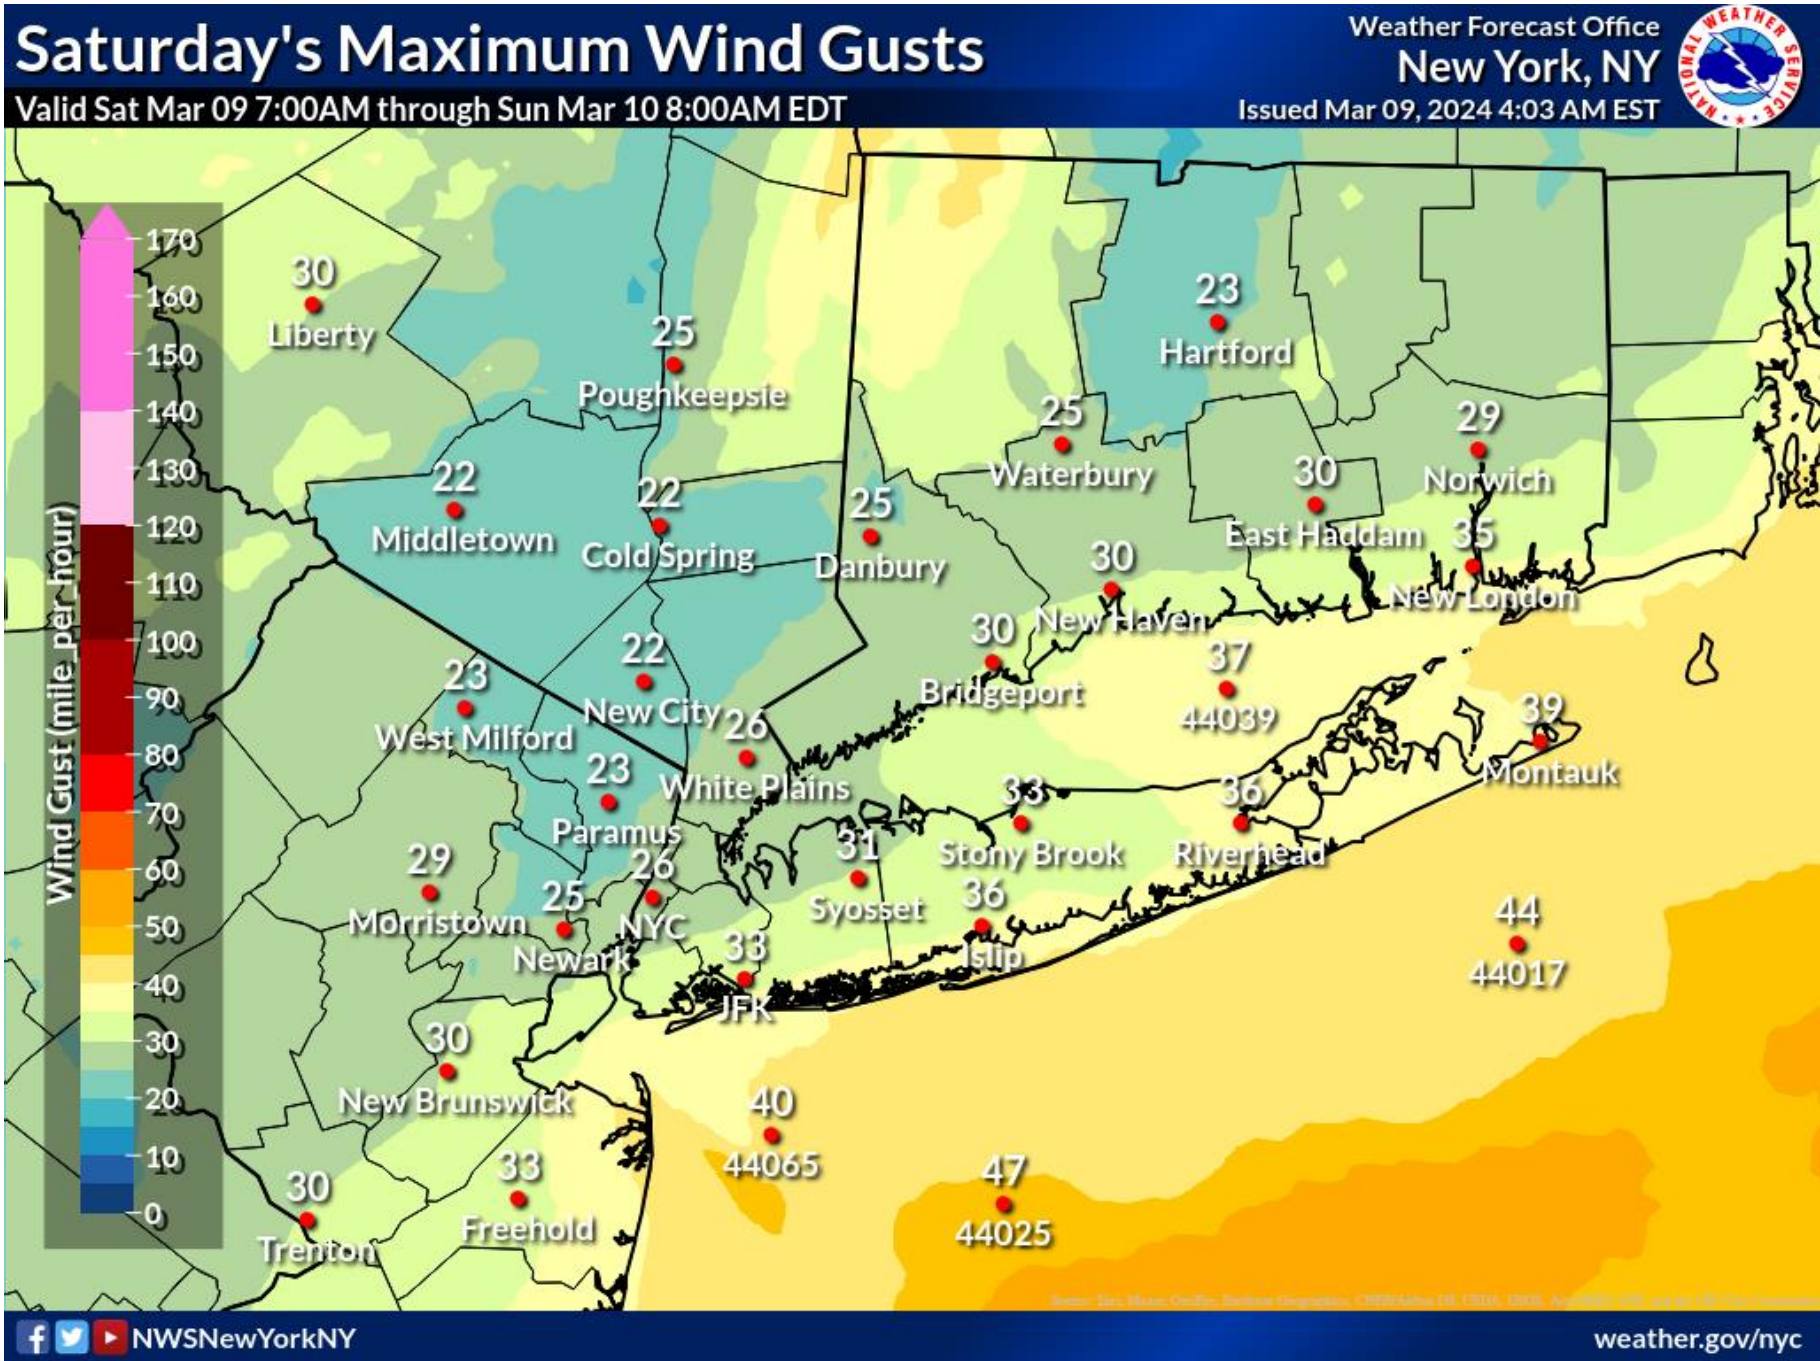 Saturday's Maximum Wind Gusts
Valid Sat Mar 09 7:00AM through Sun Mar 10 8:00AM EDT
Weather Forecast Office
New York, NY
Issued Mar 09, 2024 4:03 AM EST
NATIONAL WEATHER SERVICE
Wind Gust (mile_per_hour)
170
160
150
140
130
120
110
100
90
80
70
60
50
40
30
20
10
0
30
Liberty
25
Poughkeepsie
23
Hartford
25
Waterbury
29
Norwich
22
Middletown
22
Cold Spring
25
Danbury
30
East Haddam
35
New London
30
New Haven
30
Bridgeport
37
44039
39
Montauk
22
New City
23
West Milford
26
White Plains
23
Paramus
33
Stony Brook
36
Riverhead
31
Syosset
29
Morristown
26
NYC
25
Newark
36
Islip
33
JFK
44
44017
30
New Brunswick
40
44065
47
44025
33
Freehold
30
Trenton
NWSNewYorkNY
weather.gov/nyc